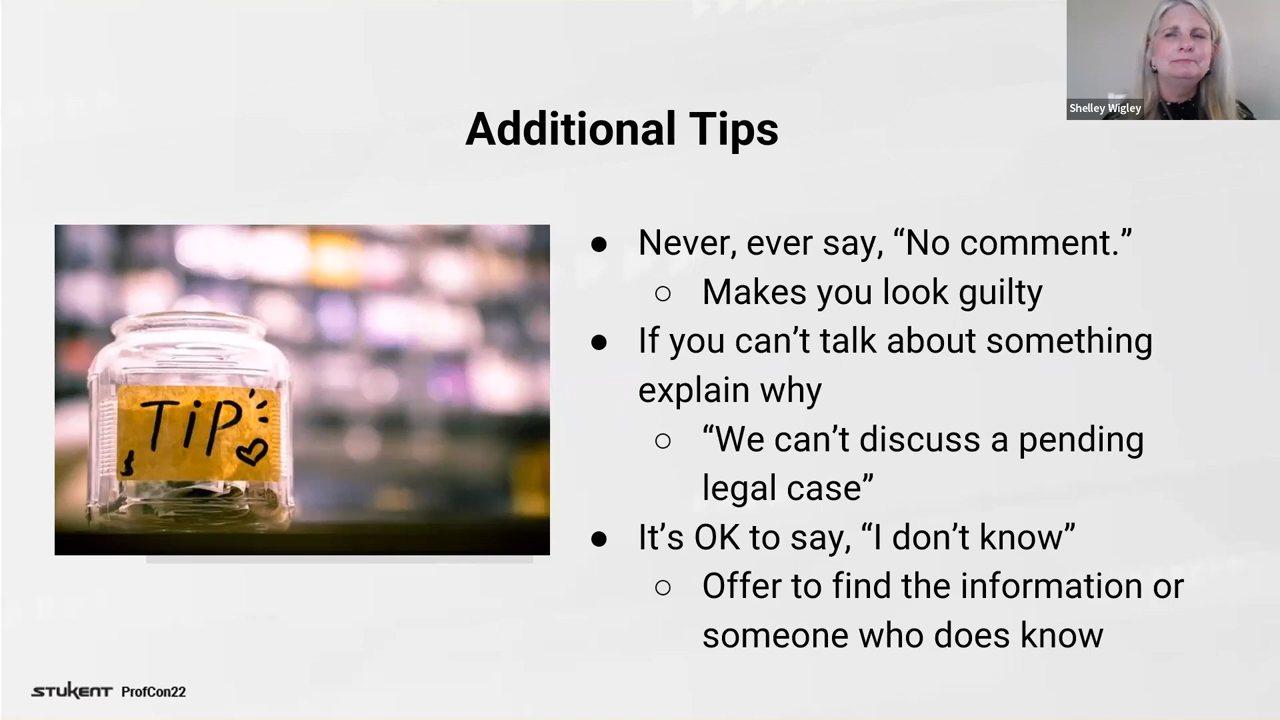 Shelley Wigley
Additional Tips
TiP
● Never, ever say, “No comment.”
○ Makes you look guilty
● If you can’t talk about something
explain why
○ “We can’t discuss a pending
legal case”
● It’s OK to say, “I don’t know”
○ Offer to find the information or
someone who does know
STUKENT ProfCon22